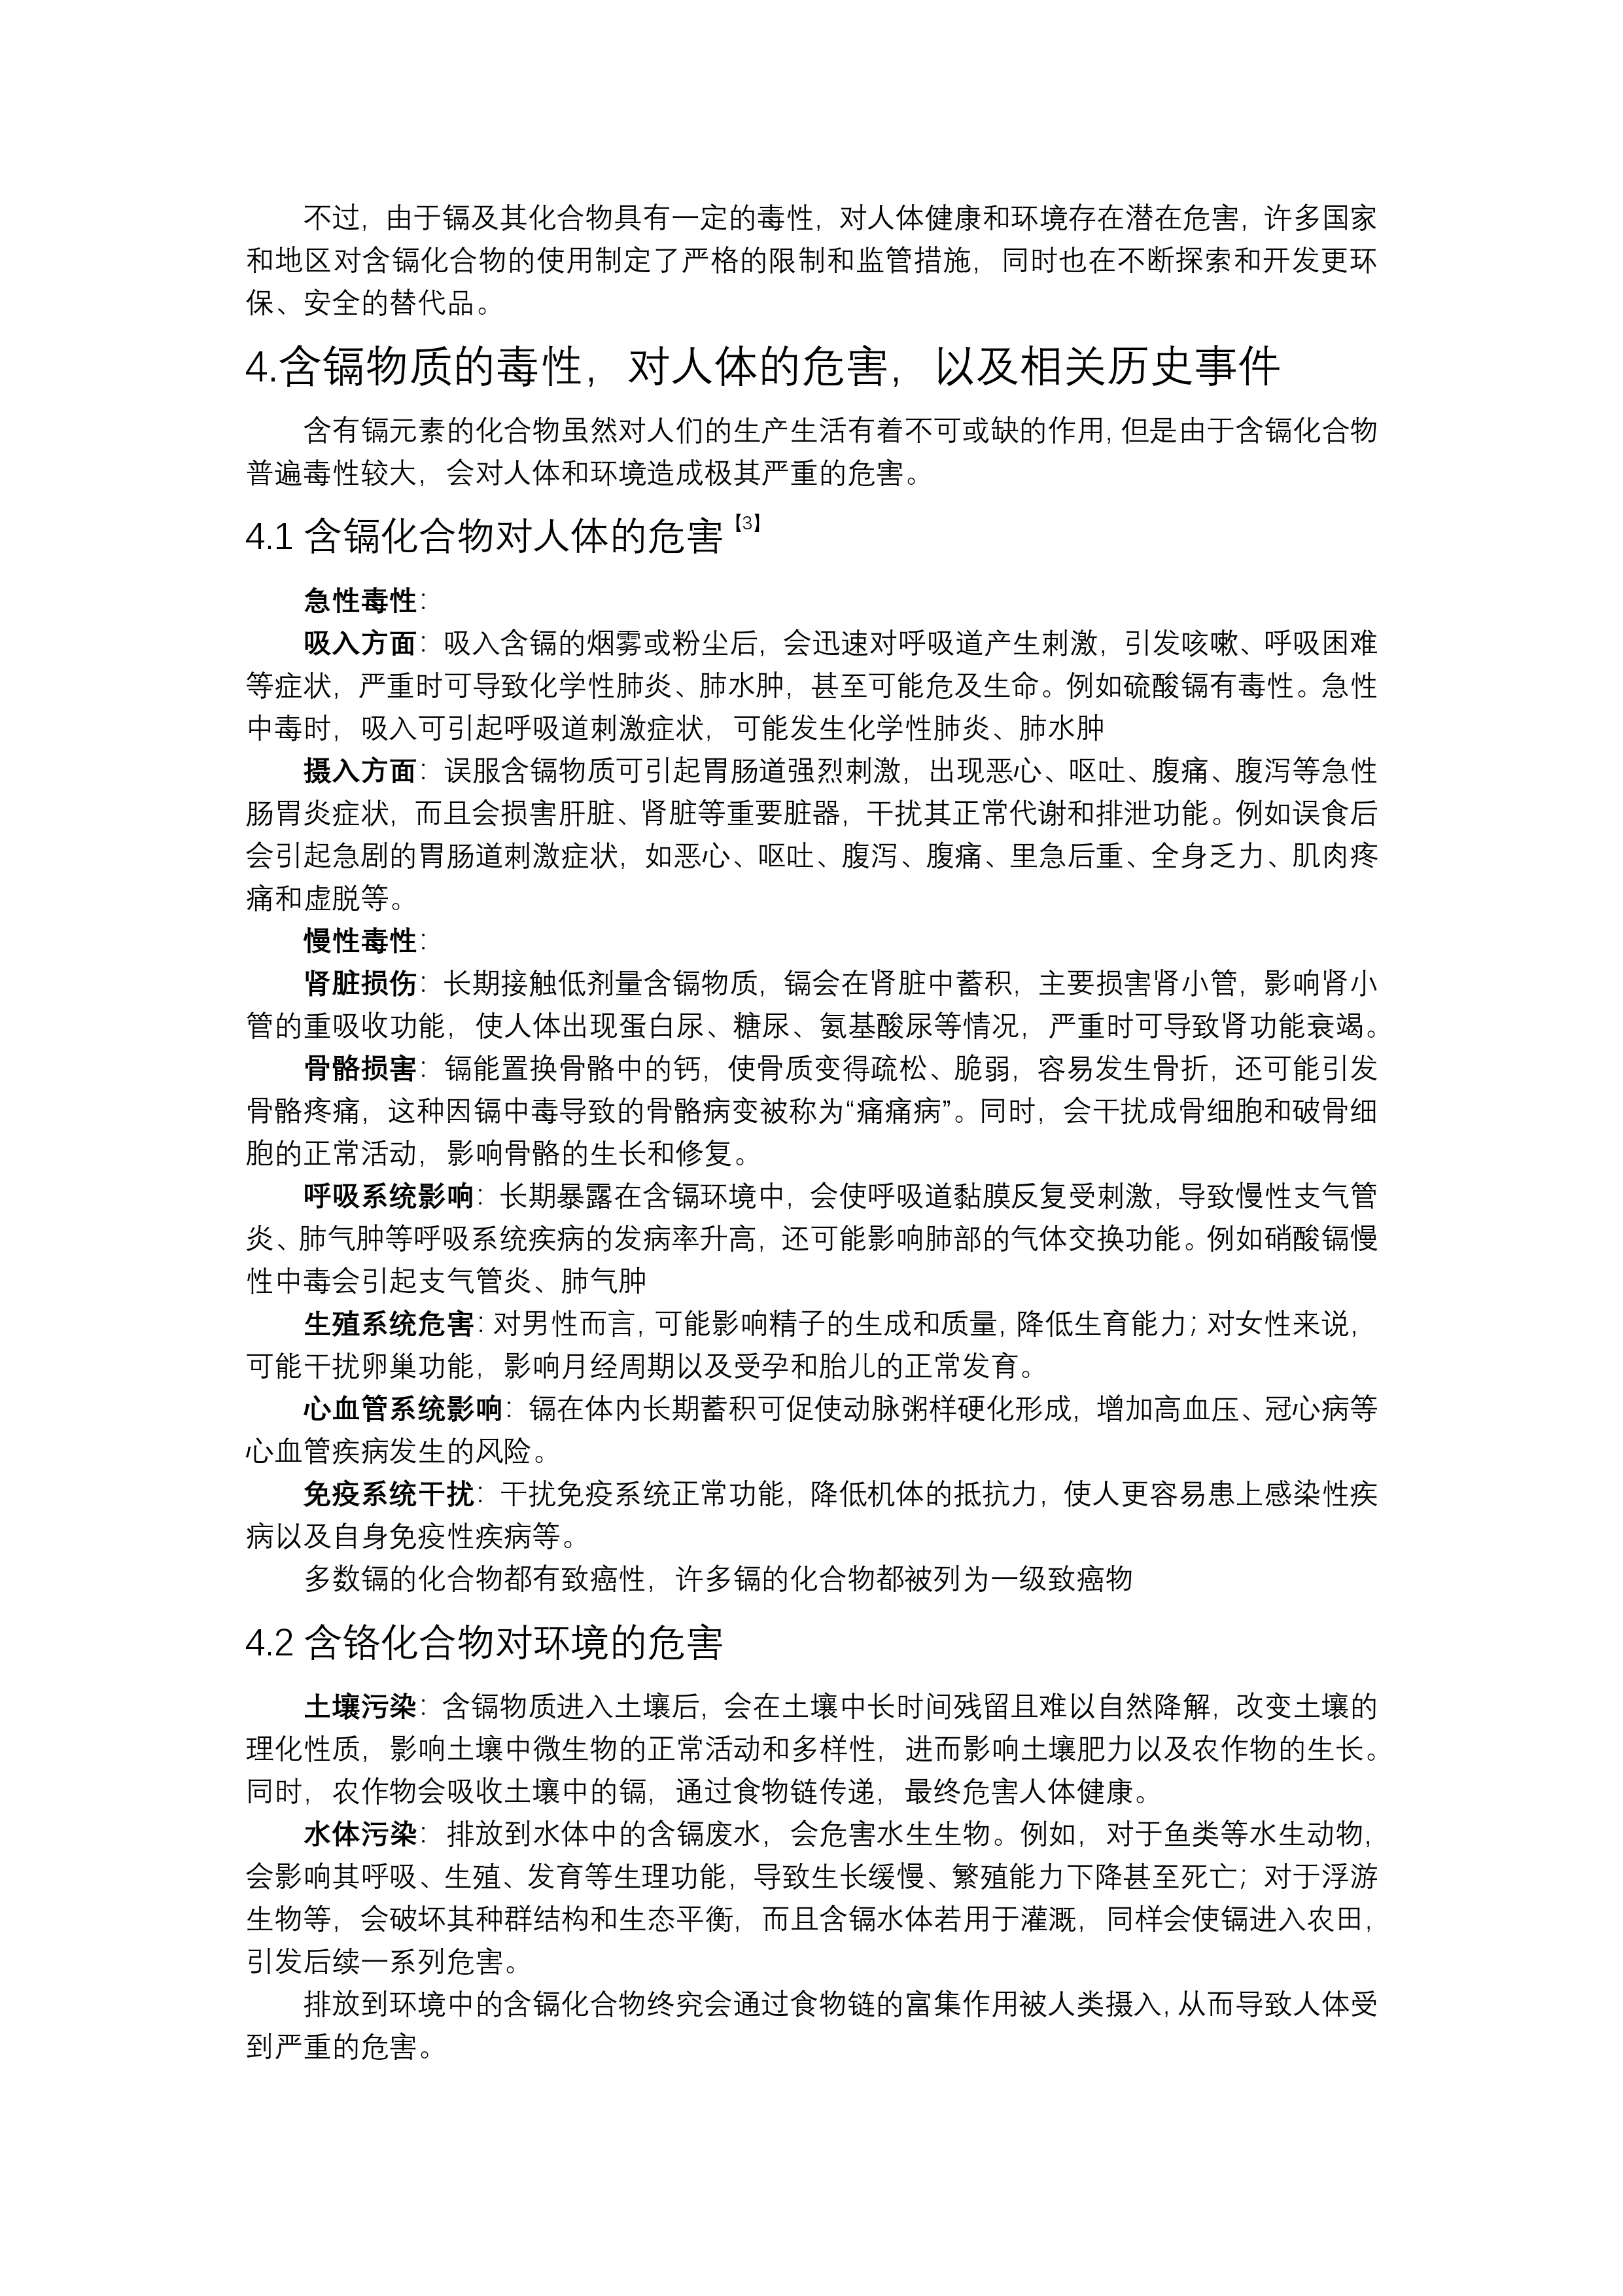 不过，由于镉及其化合物具有一定的毒性，对人体健康和环境存在潜在危害，许多国家
和地区对含镉化合物的使用制定了严格的限制和监管措施，同时也在不断探索和开发更环
保、安全的替代品。
4.含镉物质的毒性，对人体的危害，以及相关历史事件
含有镉元素的化合物虽然对人们的生产生活有着不可或缺的作用，但是由于含镉化合物
普遍毒性较大，会对人体和环境造成极其严重的危害。
4.1 含镉化合物对人体的危害【3】
急性毒性：
吸入方面：吸入含镉的烟雾或粉尘后，会迅速对呼吸道产生刺激，引发咳嗽、呼吸困难
等症状，严重时可导致化学性肺炎、肺水肿，甚至可能危及生命。例如硫酸镉有毒性。急性
中毒时，吸入可引起呼吸道刺激症状，可能发生化学性肺炎、肺水肿
摄入方面：误服含镉物质可引起胃肠道强烈刺激，出现恶心、呕吐、腹痛、腹泻等急性
肠胃炎症状，而且会损害肝脏、肾脏等重要脏器，干扰其正常代谢和排泄功能。例如误食后
会引起急剧的胃肠道刺激症状，如恶心、呕吐、腹泻、腹痛、里急后重、全身乏力、肌肉疼
痛和虚脱等。
慢性毒性：
肾脏损伤：长期接触低剂量含镉物质，镉会在肾脏中蓄积，主要损害肾小管，影响肾小
管的重吸收功能，使人体出现蛋白尿、糖尿、氨基酸尿等情况，严重时可导致肾功能衰竭。
骨骼损害：镉能置换骨骼中的钙，使骨质变得疏松、脆弱，容易发生骨折，还可能引发
骨骼疼痛，这种因镉中毒导致的骨骼病变被称为“痛痛病”。同时，会干扰成骨细胞和破骨细
胞的正常活动，影响骨骼的生长和修复。
呼吸系统影响：长期暴露在含镉环境中，会使呼吸道黏膜反复受刺激，导致慢性支气管
炎、肺气肿等呼吸系统疾病的发病率升高，还可能影响肺部的气体交换功能。例如硝酸镉慢
性中毒会引起支气管炎、肺气肿
生殖系统危害：对男性而言，可能影响精子的生成和质量，降低生育能力；对女性来说，
可能干扰卵巢功能，影响月经周期以及受孕和胎儿的正常发育。
心血管系统影响：镉在体内长期蓄积可促使动脉粥样硬化形成，增加高血压、冠心病等
心血管疾病发生的风险。
免疫系统干扰：干扰免疫系统正常功能，降低机体的抵抗力，使人更容易患上感染性疾
病以及自身免疫性疾病等。
多数镉的化合物都有致癌性，许多镉的化合物都被列为一级致癌物
4.2 含铬化合物对环境的危害
土壤污染：含镉物质进入土壤后，会在土壤中长时间残留且难以自然降解，改变土壤的
理化性质，影响土壤中微生物的正常活动和多样性，进而影响土壤肥力以及农作物的生长。
同时，农作物会吸收土壤中的镉，通过食物链传递，最终危害人体健康。
水体污染：排放到水体中的含镉废水，会危害水生生物。例如，对于鱼类等水生动物，
会影响其呼吸、生殖、发育等生理功能，导致生长缓慢、繁殖能力下降甚至死亡；对于浮游
生物等，会破坏其种群结构和生态平衡，而且含镉水体若用于灌溉，同样会使镉进入农田，
引发后续一系列危害。
排放到环境中的含镉化合物终究会通过食物链的富集作用被人类摄入，从而导致人体受
到严重的危害。